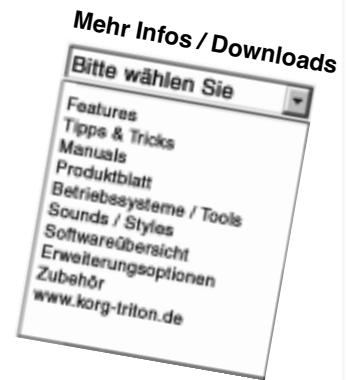 Mehr Infos / Downloads
Bitte wählen Sie
Features
Tipps & Tricks
Manuals
Produktblatt
Betriebssysteme / Tools
Sounds / Styles
Softwareübersicht
Erweiterungsoptionen
Zubehör
www.korg-triton.de